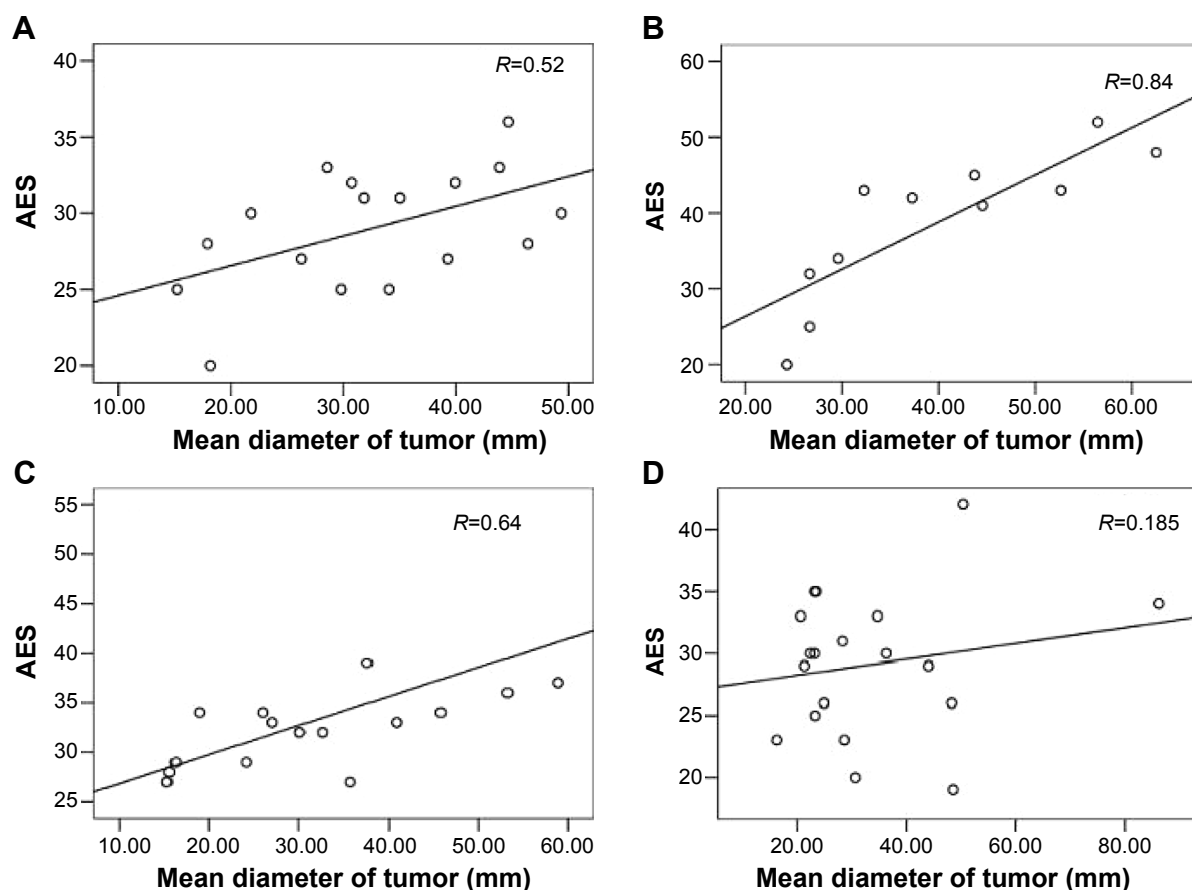 A
R=0.52
AES
40
35
30
25
20
10.00 20.00 30.00 40.00 50.00
Mean diameter of tumor (mm)
B
R=0.84
AES
60
50
40
30
20
20.00 30.00 40.00 50.00 60.00
Mean diameter of tumor (mm)
C
R=0.64
AES
55
50
45
40
35
30
25
10.00 20.00 30.00 40.00 50.00 60.00
Mean diameter of tumor (mm)
D
R=0.185
AES
40
35
30
25
20
20.00 40.00 60.00 80.00
Mean diameter of tumor (mm)